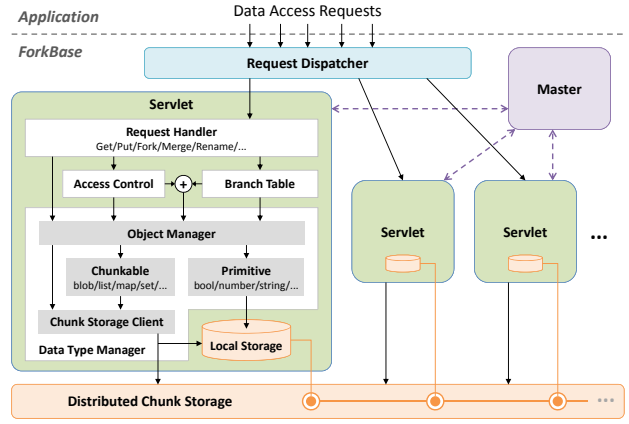 Application
Data Access Requests
ForkBase
Request Dispatcher
Servlet
Master
Request Handler
Get/Put/Fork/Merge/Rename/...
Access Control
+
Branch Table
Object Manager
Servlet
Servlet
...
Chunkable
blob/list/map/set/...
Primitive
bool/number/string/...
Chunk Storage Client
Data Type Manager
Local Storage
Distributed Chunk Storage
...